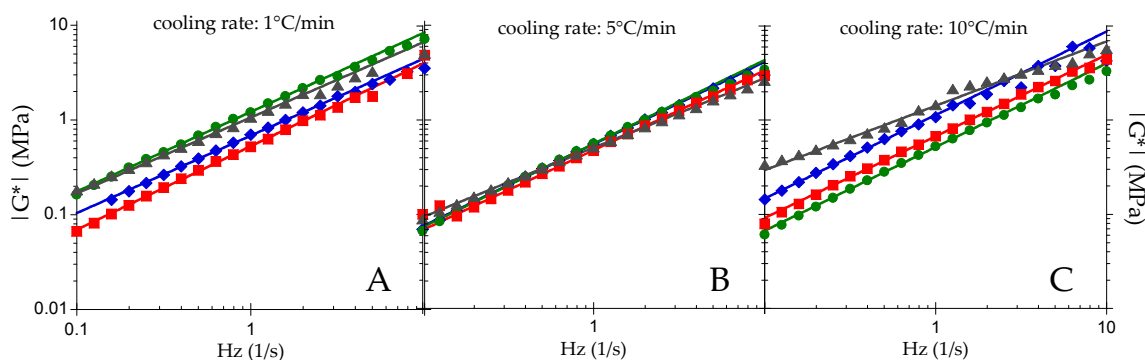 cooling rate: 1°C/min
cooling rate: 5°C/min
cooling rate: 10°C/min
10
1
0.1
0.01
|G*| (MPa)
|G*| (MPa)
A
B
C
0.1
1
1
1
10
Hz (1/s)
Hz (1/s)
Hz (1/s)